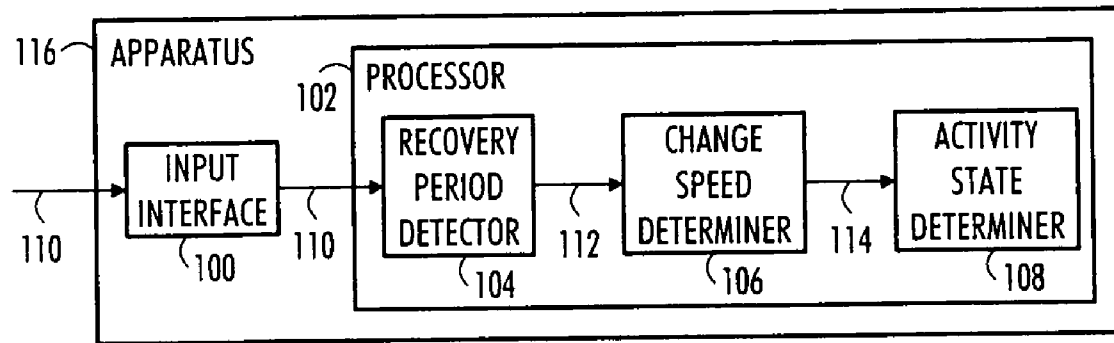 116
APPARATUS
102
PROCESSOR
110
INPUT
INTERFACE
100
110
RECOVERY
PERIOD
DETECTOR
104
112
CHANGE
SPEED
DETERMINER
106
114
ACTIVITY
STATE
DETERMINER
108